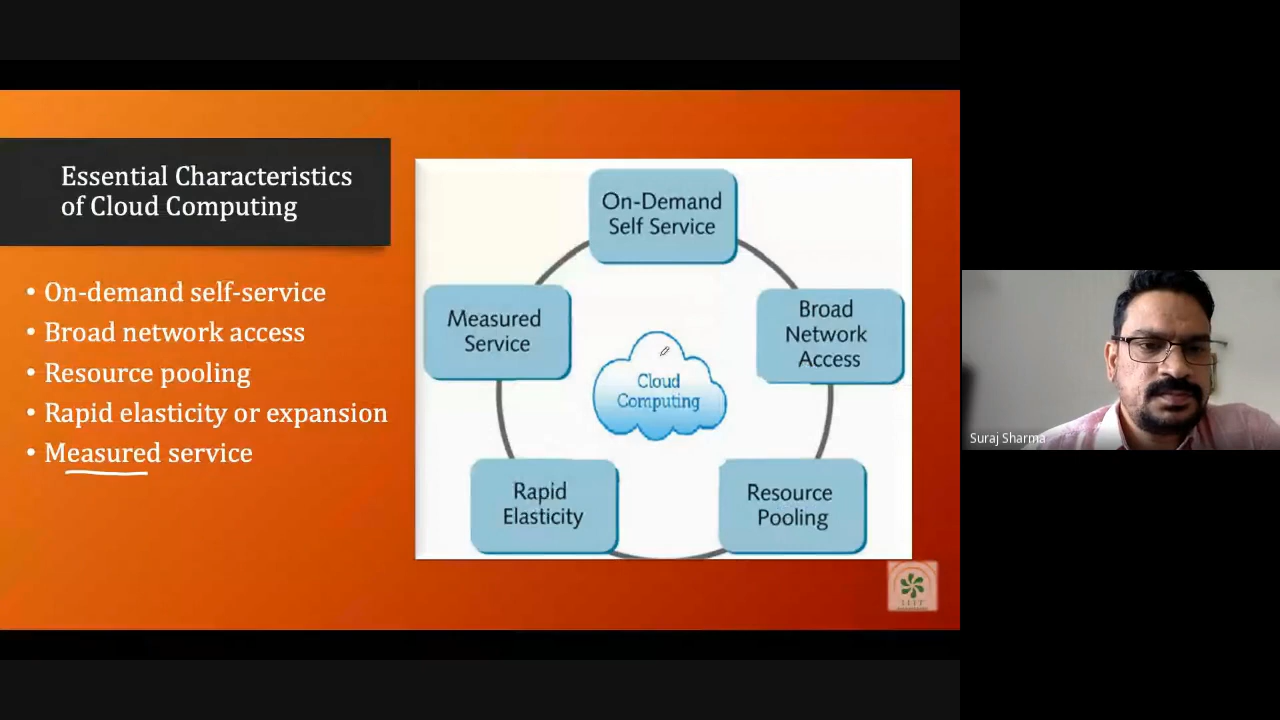 Essential Characteristics
of Cloud Computing
• On-demand self-service
• Broad network access
• Resource pooling
• Rapid elasticity or expansion
• Measured service
On-Demand
Self Service
Measured
Service
Broad
Network
Access
Cloud
Computing
Rapid
Elasticity
Resource
Pooling
IIIT
Suraj Sharma